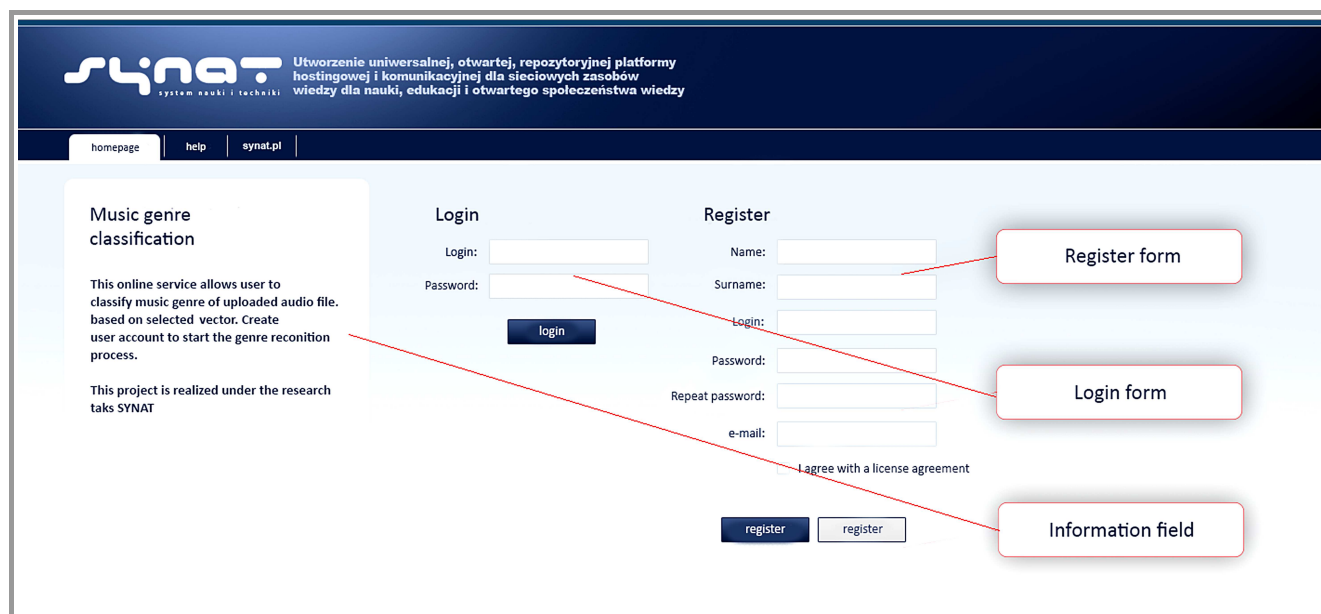 synat
system nauki i techniki
Utworzenie uniwersalnej, otwartej, repozytoryjnej platformy
hostingowej i komunikacyjnej dla sieciowych zasobów
wiedzy dla nauki, edukacji i otwartego społeczeństwa wiedzy
homepage
help
synat.pl
Music genre
classification
This online service allows user to
classify music genre of uploaded audio file.
based on selected vector. Create
user account to start the genre reconition
process.
This project is realized under the research
taks SYNAT
Login
Login:
Password:
login
Register
Name:
Surname:
Login:
Password:
Repeat password:
e-mail:
I agree with a license agreement
register
register
Register form
Login form
Information field